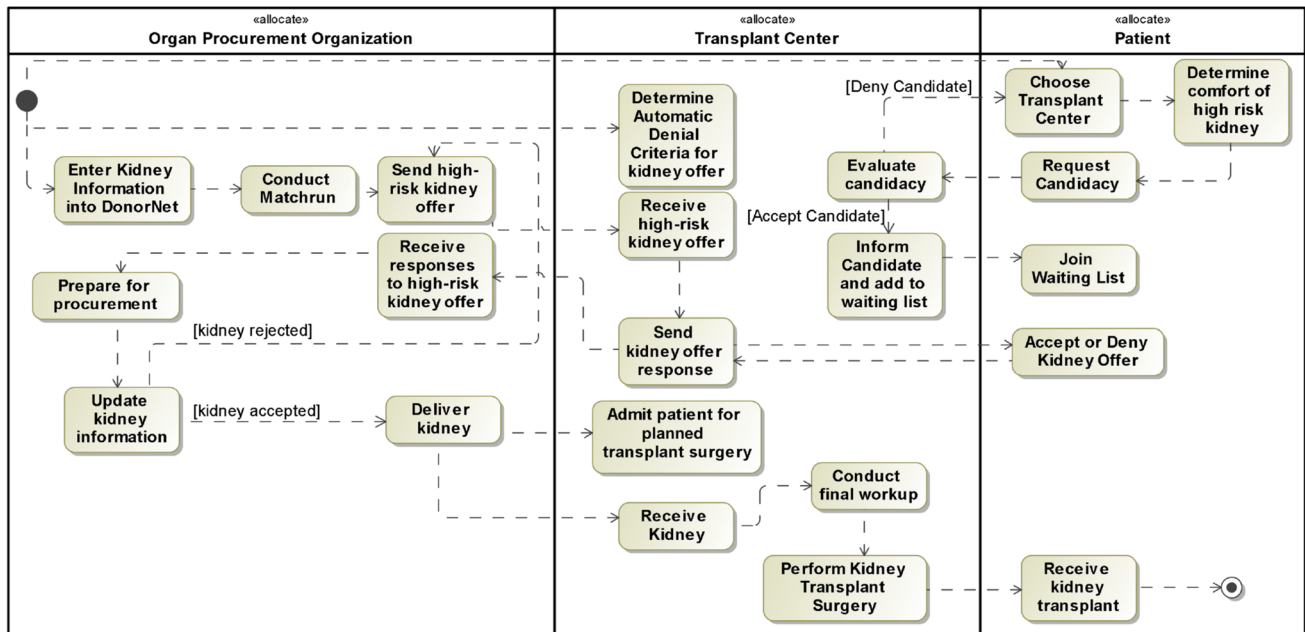 «allocate»
Organ Procurement Organization
«allocate»
Transplant Center
«allocate»
Patient
Enter Kidney
Information
into DonorNet
Conduct
Matchrun
Send high-
risk kidney
offer
Receive
responses
to high-risk
kidney offer
Prepare for
procurement
[kidney rejected]
Update
kidney
information
[kidney accepted]
Deliver
kidney
Determine
Automatic
Denial
Criteria for
kidney offer
Receive
high-risk
kidney offer
Send
kidney offer
response
Admit patient for
planned
transplant surgery
Receive
Kidney
[Deny Candidate]
Evaluate
candidacy
[Accept Candidate]
Inform
Candidate
and add to
waiting list
Conduct
final workup
Perform Kidney
Transplant
Surgery
Choose
Transplant
Center
Determine
comfort of
high risk
kidney
Request
Candidacy
Join
Waiting List
Accept or Deny
Kidney Offer
Receive
kidney
transplant